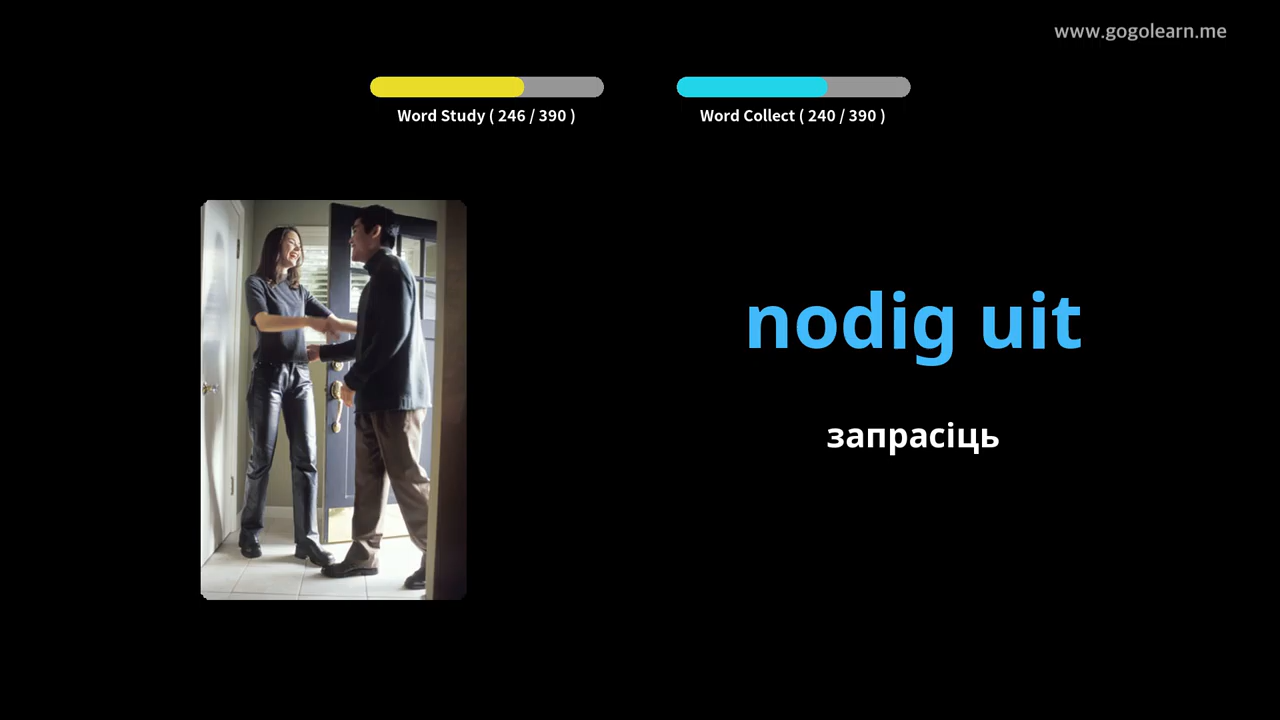 www.gogolearn.me
Word Study ( 246 / 390 )
Word Collect ( 240 / 390 )
nodig uit
запрасіць